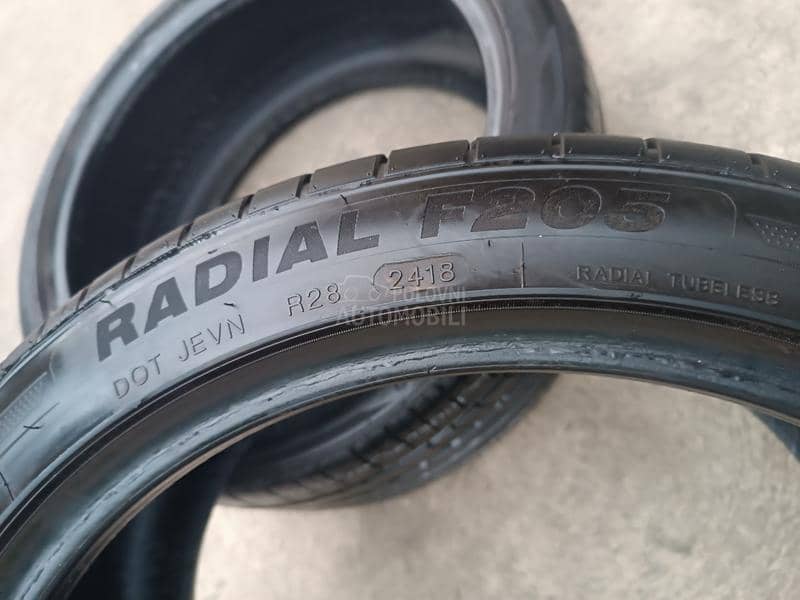 RADIAL F205
DOT JEVN R28 2418
RADIAL TUBELESS
POLOVNI
AUTOMOBILI